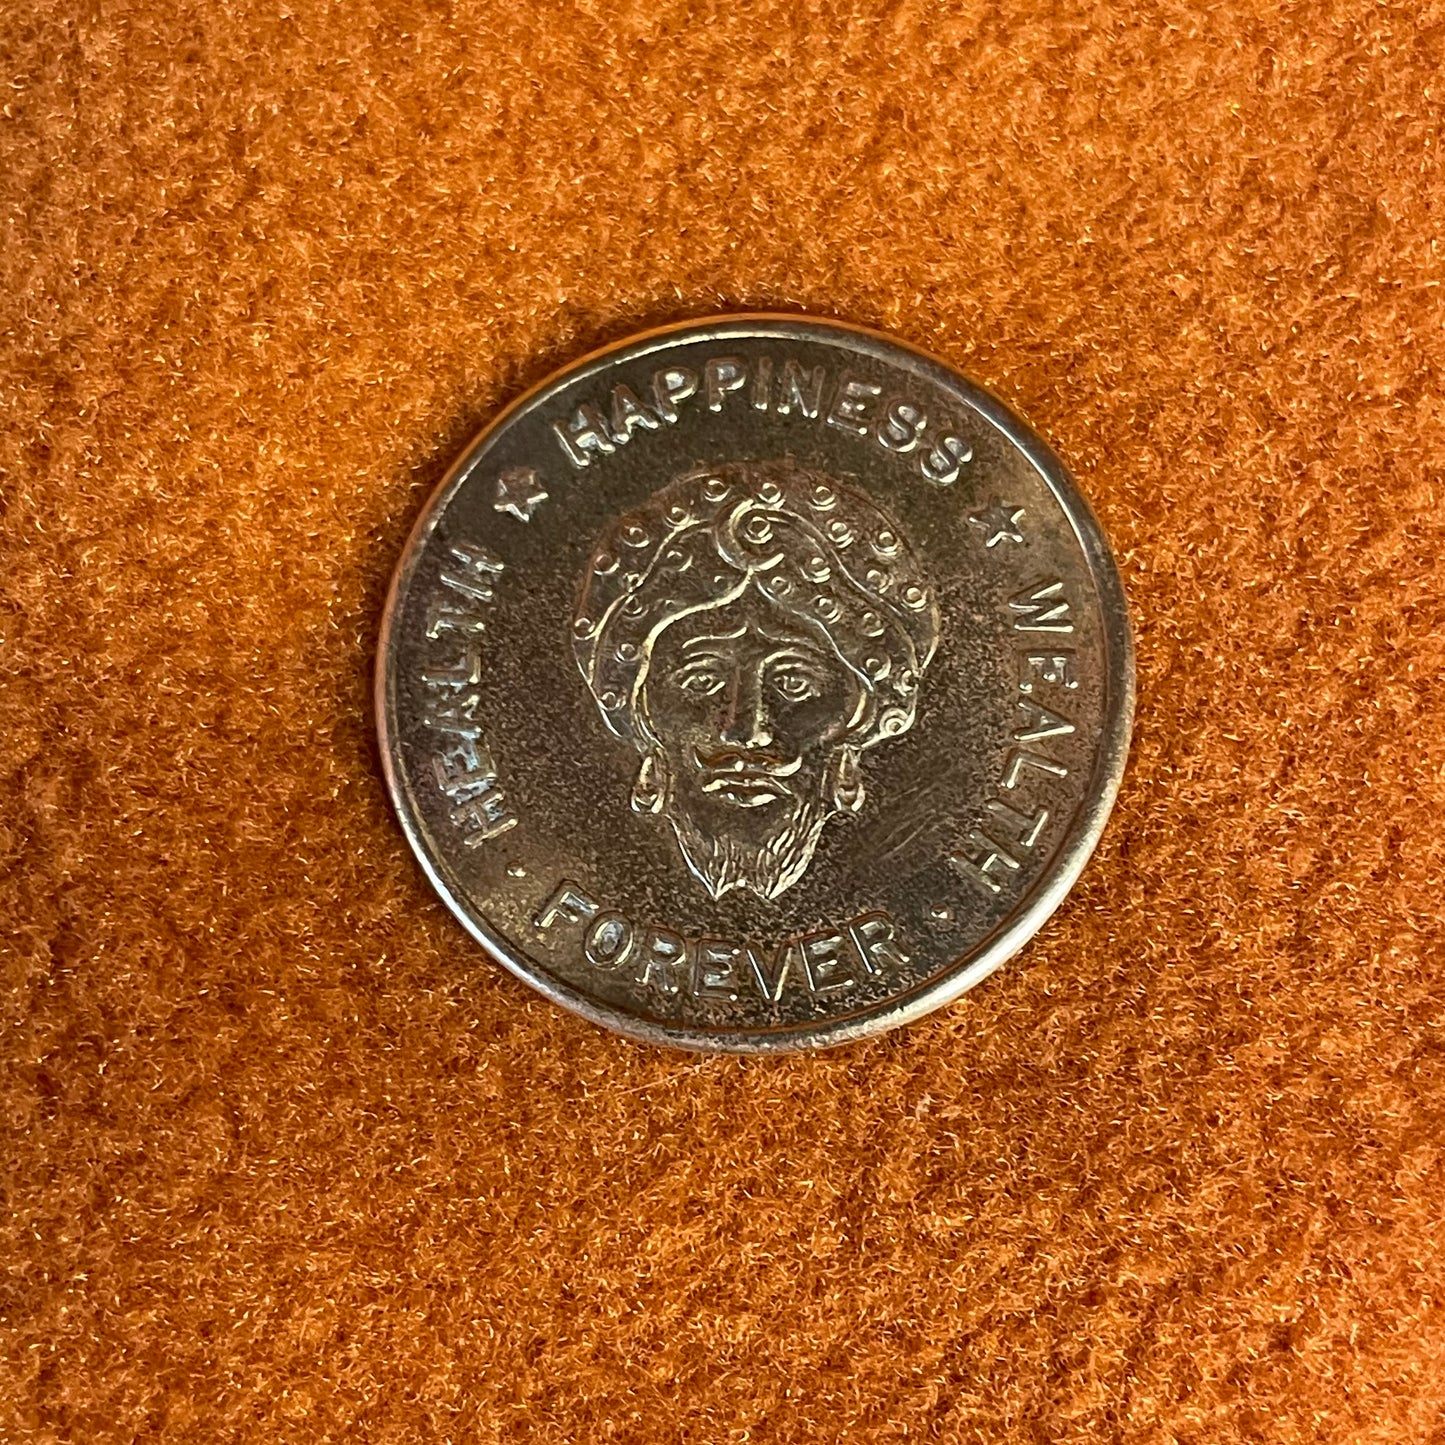 HEALTH ★ HAPPINESS ★ WEALTH
· FOREVER ·